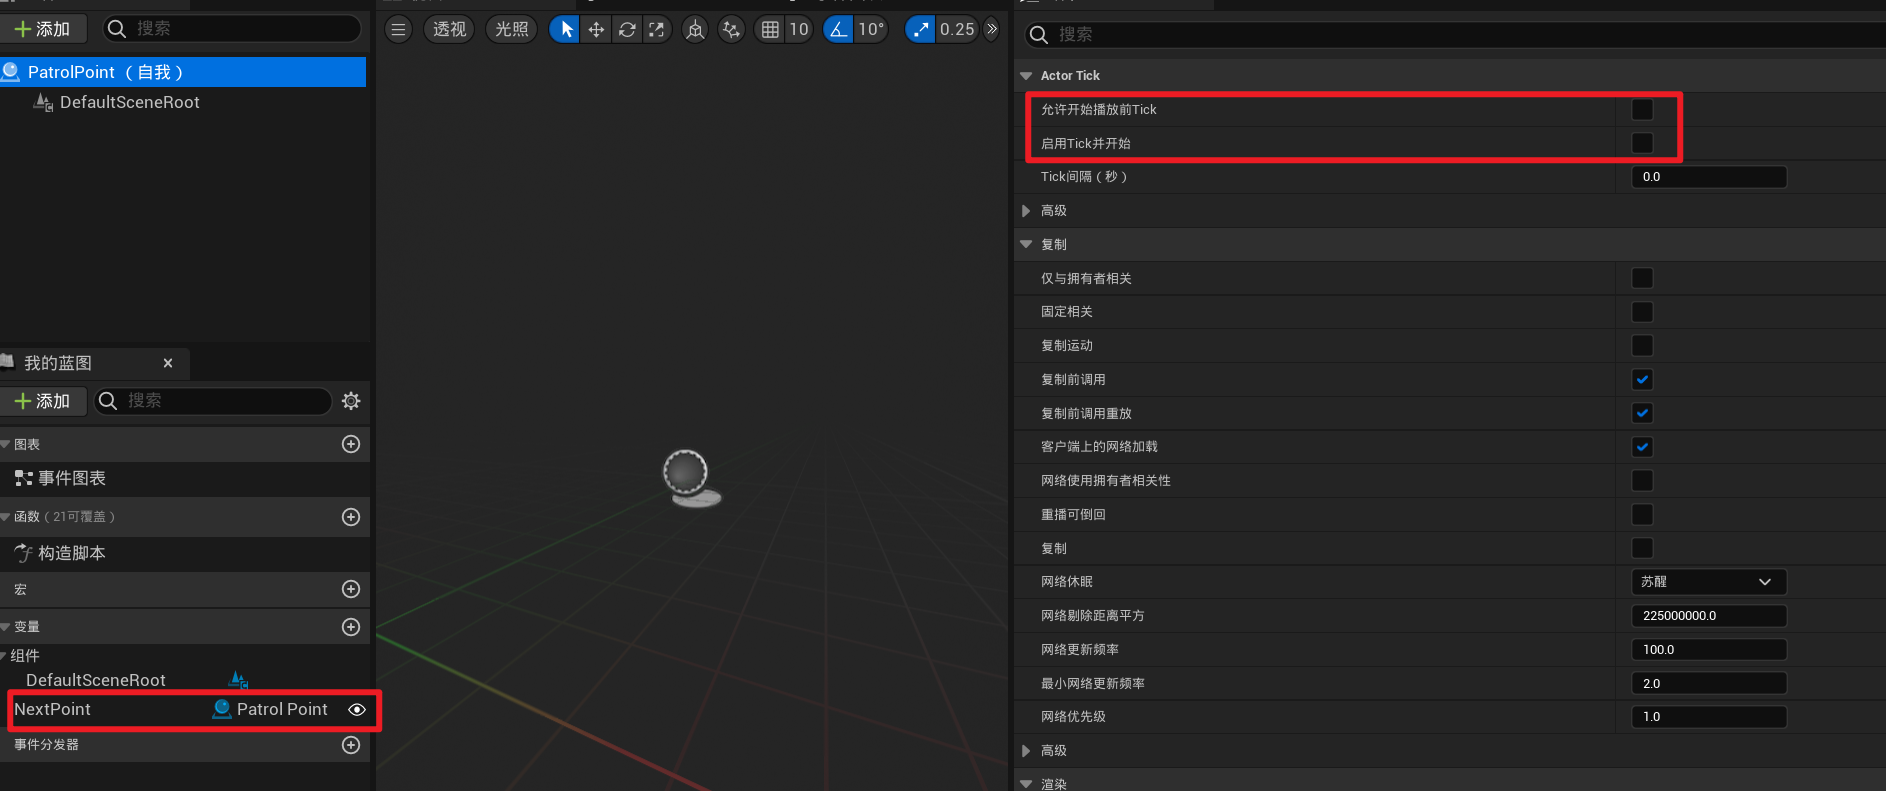 添加
搜索
PatrolPoint （自我）
DefaultSceneRoot
我的蓝图
添加
搜索
图表
事件图表
函数（21可覆盖）
构造脚本
宏
变量
组件
DefaultSceneRoot
NextPoint Patrol Point
事件分发器
透视 光照 10 10° 0.25
搜索
Actor Tick
允许开始播放前Tick
启用Tick并开始
Tick间隔（秒） 0.0
高级
复制
仅与拥有者相关
固定相关
复制运动
复制前调用
复制前调用重放
客户端上的网络加载
网络使用拥有者相关性
重播可倒回
复制
网络休眠 苏醒
网络剔除距离平方 225000000.0
网络更新频率 100.0
最小网络更新频率 2.0
网络优先级 1.0
高级
渲染